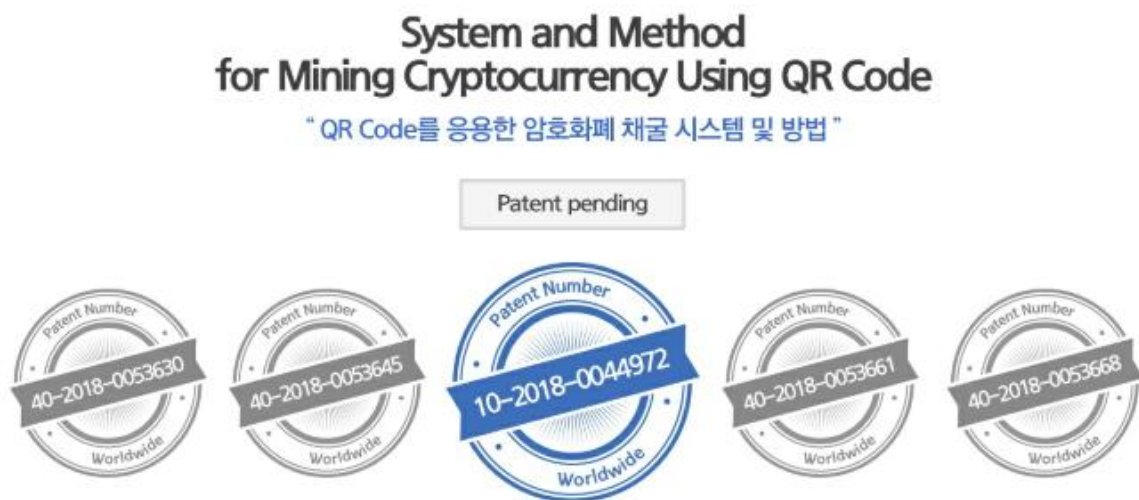 System and Method
for Mining Cryptocurrency Using QR Code
“ QR Code를 응용한 암호화폐 채굴 시스템 및 방법 ”
Patent pending
Patent Number
40-2018-0053630
Worldwide
Patent Number
40-2018-0053645
Worldwide
Patent Number
10-2018-0044972
Worldwide
Patent Number
40-2018-0053661
Worldwide
Patent Number
40-2018-0053668
Worldwide